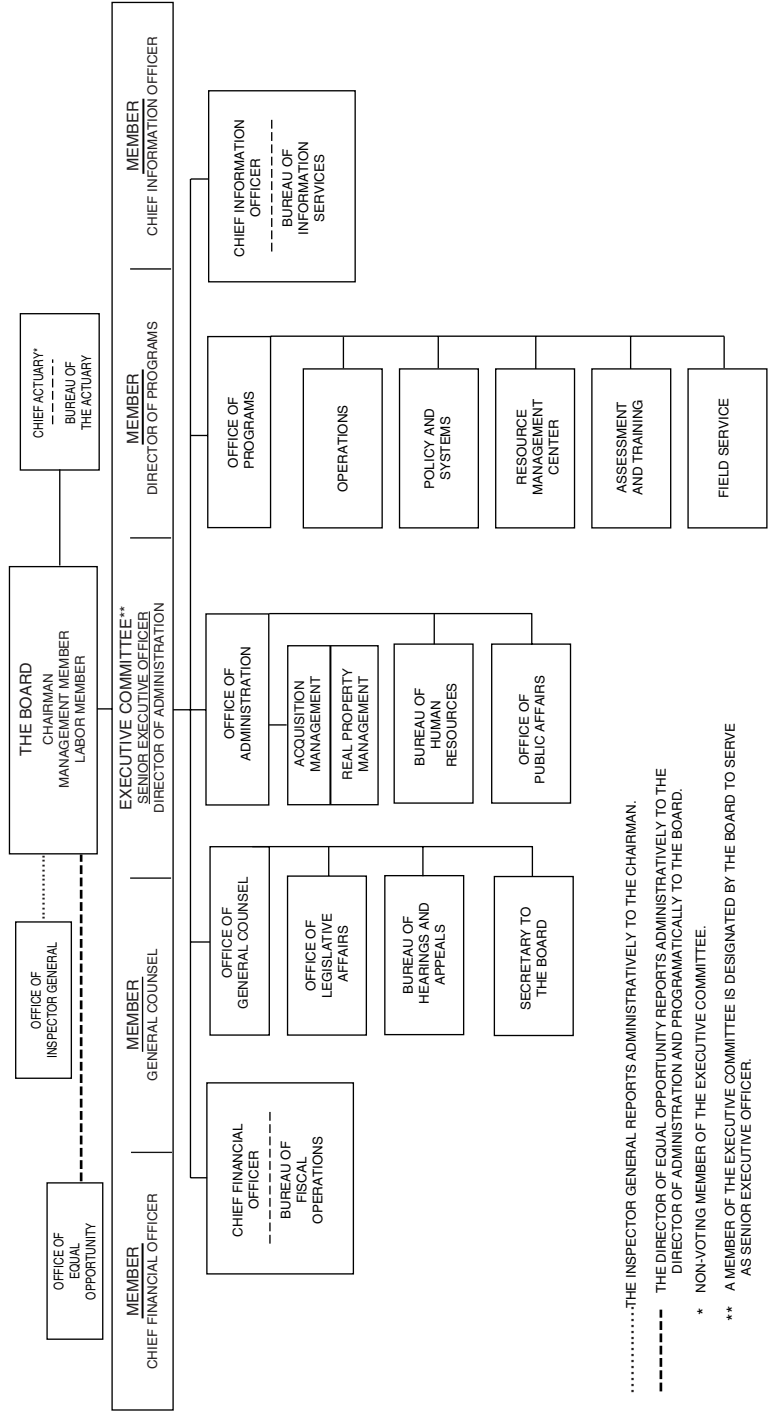 THE BOARD
CHAIRMAN
MANAGEMENT MEMBER
LABOR MEMBER
OFFICE OF
INSPECTOR GENERAL
OFFICE OF
EQUAL
OPPORTUNITY
CHIEF ACTUARY*
BUREAU OF
THE ACTUARY
MEMBER
CHIEF FINANCIAL OFFICER
MEMBER
GENERAL COUNSEL
EXECUTIVE COMMITTEE**
SENIOR EXECUTIVE OFFICER
DIRECTOR OF ADMINISTRATION
MEMBER
DIRECTOR OF PROGRAMS
MEMBER
CHIEF INFORMATION OFFICER
CHIEF FINANCIAL
OFFICER
BUREAU OF
FISCAL
OPERATIONS
OFFICE OF
GENERAL COUNSEL
OFFICE OF
LEGISLATIVE
AFFAIRS
BUREAU OF
HEARINGS AND
APPEALS
SECRETARY TO
THE BOARD
OFFICE OF
ADMINISTRATION
ACQUISITION
MANAGEMENT
REAL PROPERTY
MANAGEMENT
BUREAU OF
HUMAN
RESOURCES
OFFICE OF
PUBLIC AFFAIRS
OFFICE OF
PROGRAMS
OPERATIONS
POLICY AND
SYSTEMS
RESOURCE
MANAGEMENT
CENTER
ASSESSMENT
AND TRAINING
FIELD SERVICE
CHIEF INFORMATION
OFFICER
BUREAU OF
INFORMATION
SERVICES
THE INSPECTOR GENERAL REPORTS ADMINISTRATIVELY TO THE CHAIRMAN.
THE DIRECTOR OF EQUAL OPPORTUNITY REPORTS ADMINISTRATIVELY TO THE
DIRECTOR OF ADMINISTRATION AND PROGRAMATICALLY TO THE BOARD.
* NON-VOTING MEMBER OF THE EXECUTIVE COMMITTEE.
** A MEMBER OF THE EXECUTIVE COMMITTEE IS DESIGNATED BY THE BOARD TO SERVE
AS SENIOR EXECUTIVE OFFICER.